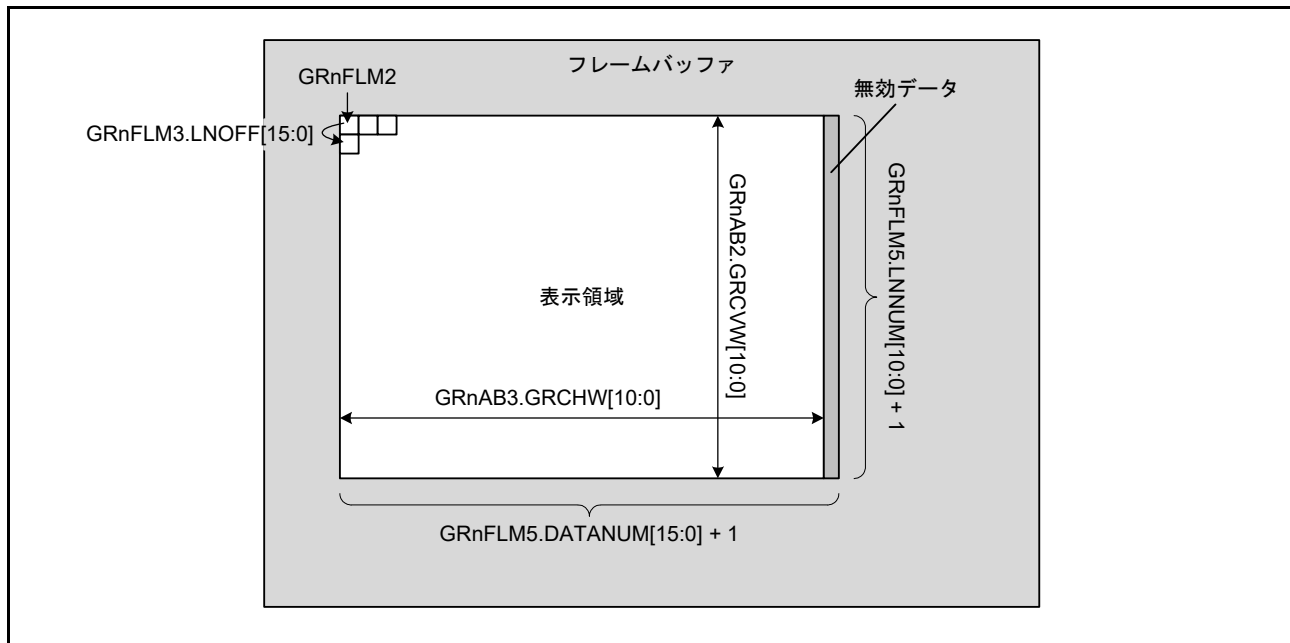 フレームバッファ
GRnFLM2
無効データ
GRnFLM3.LNOFF[15:0]
GRnAB2.GRCVW[10:0]
GRnFLM5.LNNUM[10:0] + 1
表示領域
GRnAB3.GRCHW[10:0]
GRnFLM5.DATANUM[15:0] + 1